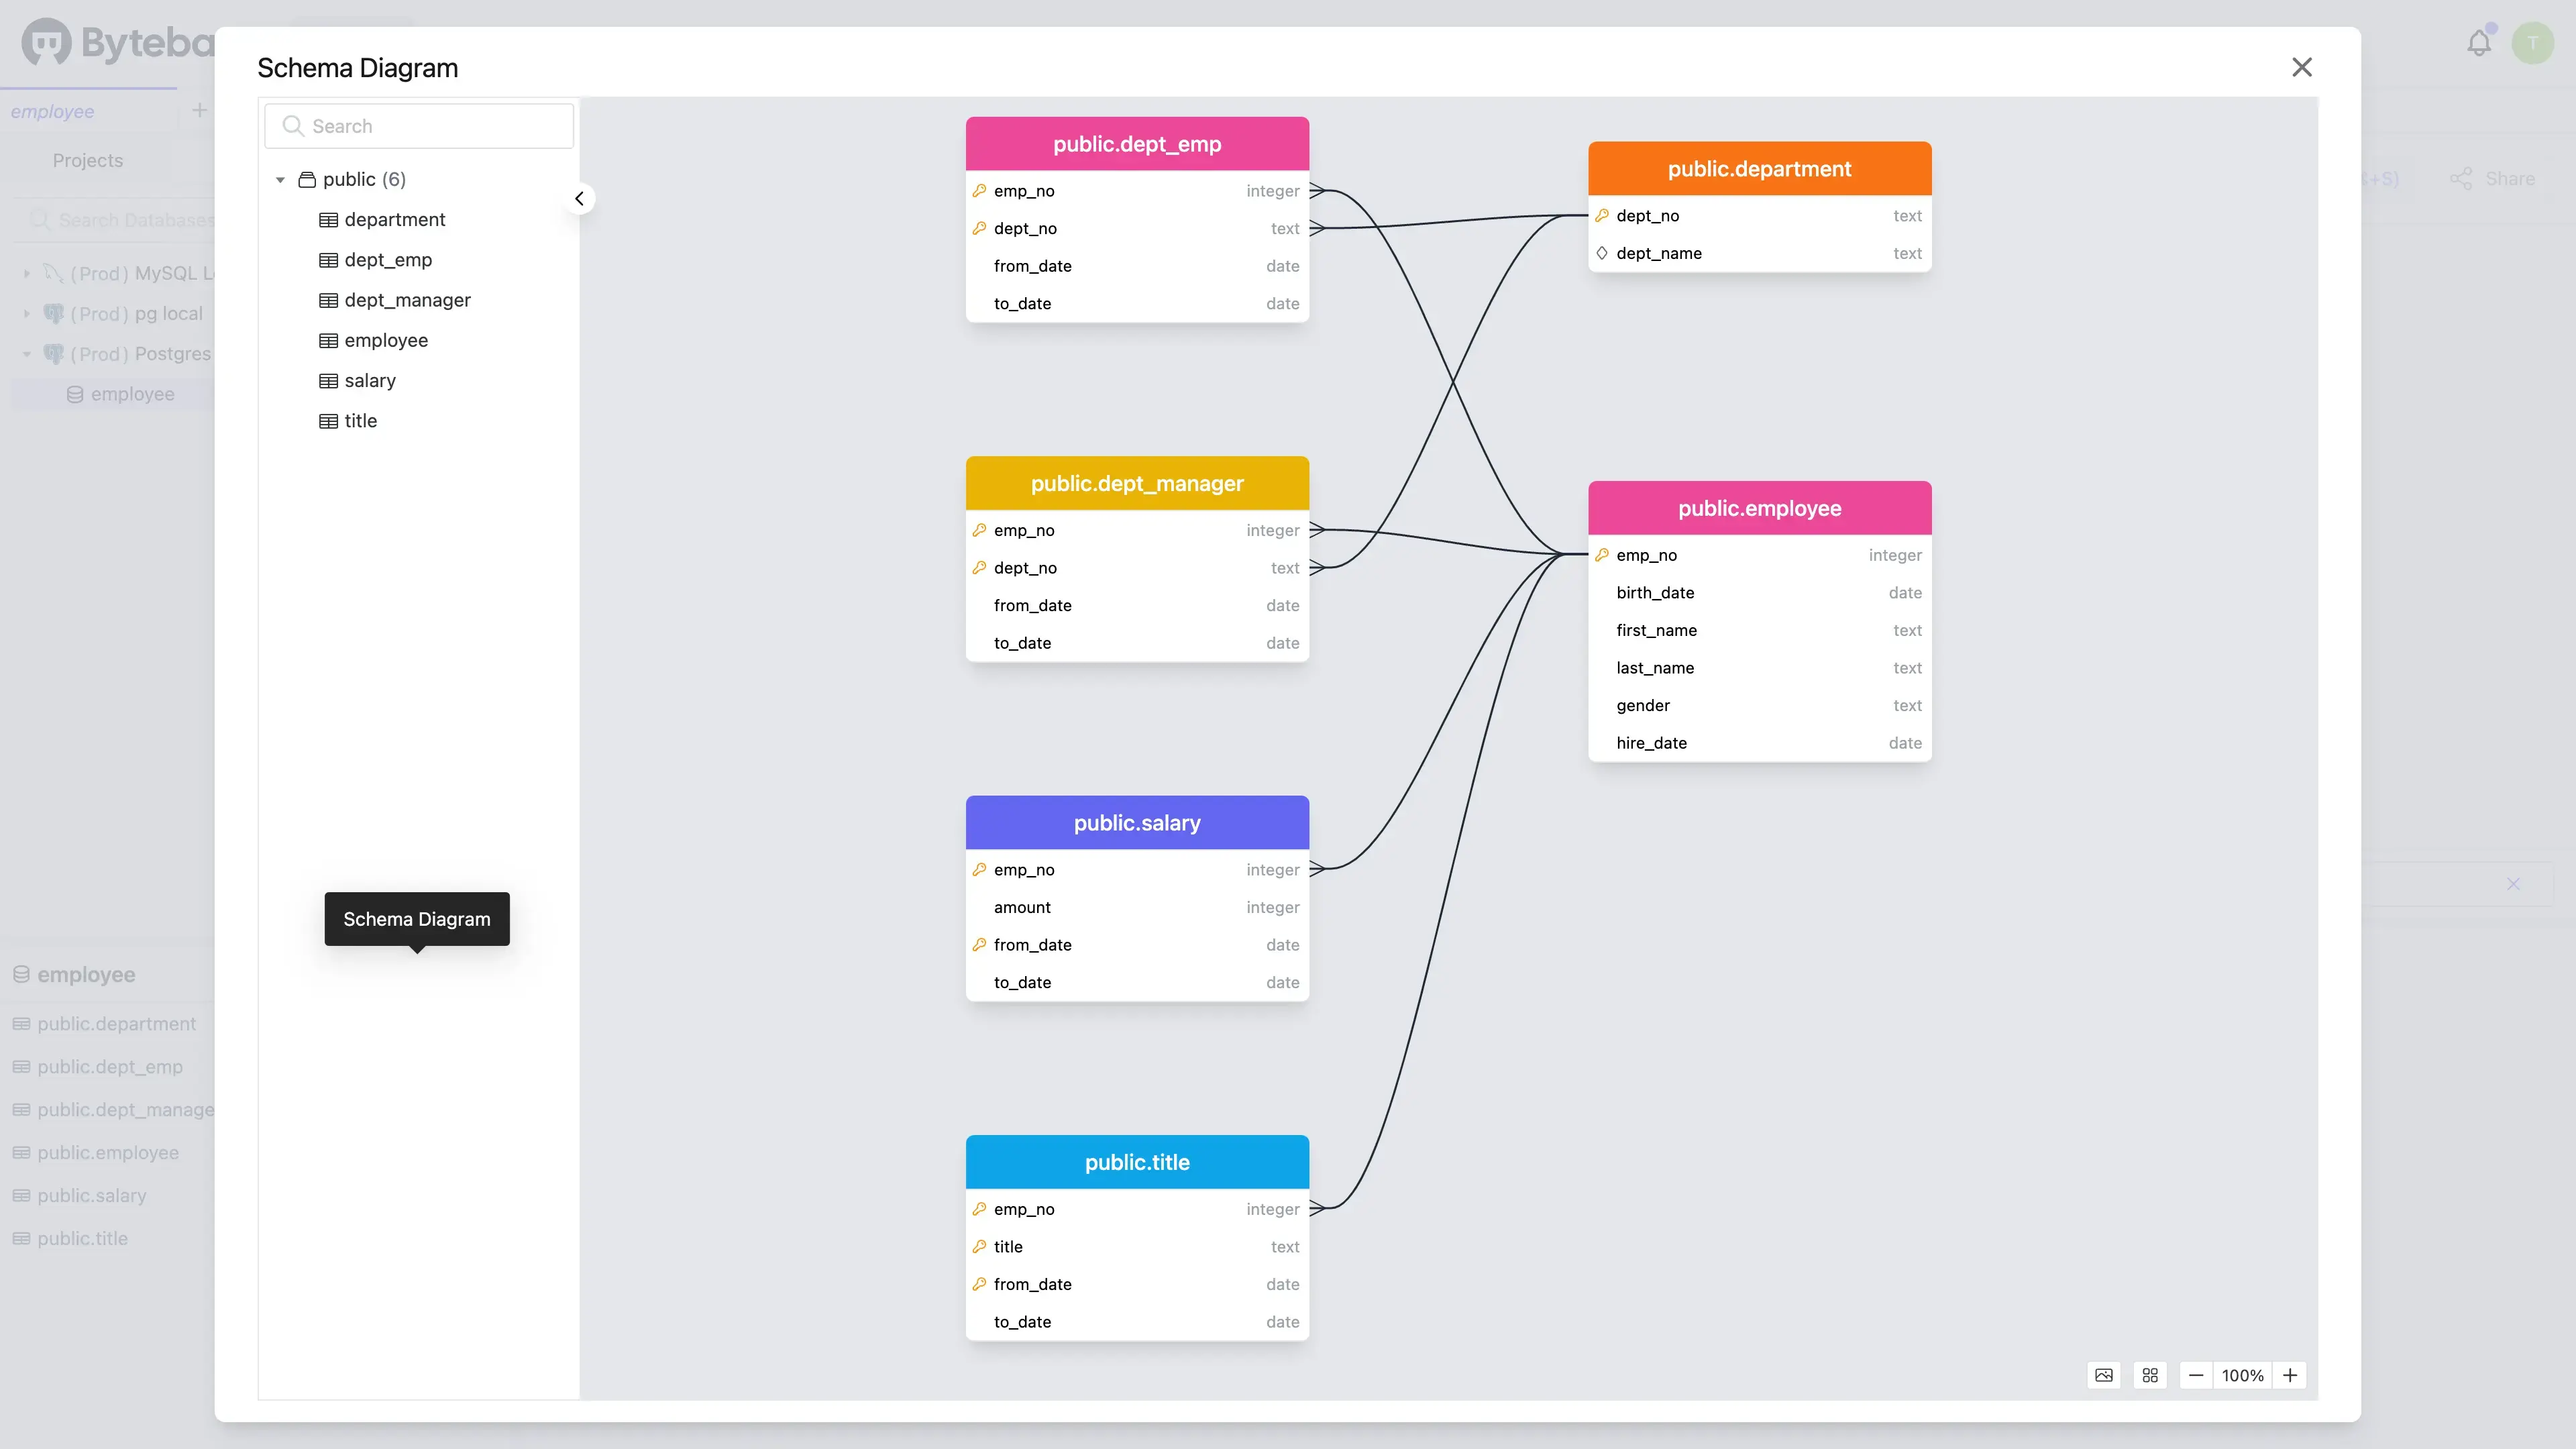 Byteba
Schema Diagram
T
employee
Search
Projects
public (6)
department
Search Databases
dept_emp
dept_manager
employee
salary
title
(Prod) MySQL L
(Prod) pg local
(Prod) Postgres
employee
Share
public.dept_emp
emp_no integer
dept_no text
from_date date
to_date date
public.department
dept_no text
dept_name text
public.dept_manager
emp_no integer
dept_no text
from_date date
to_date date
public.employee
emp_no integer
birth_date date
first_name text
last_name text
gender text
hire_date date
public.salary
emp_no integer
amount integer
from_date date
to_date date
Schema Diagram
employee
public.department
public.dept_emp
public.dept_manage
public.employee
public.salary
public.title
public.title
emp_no integer
title text
from_date date
to_date date
100%